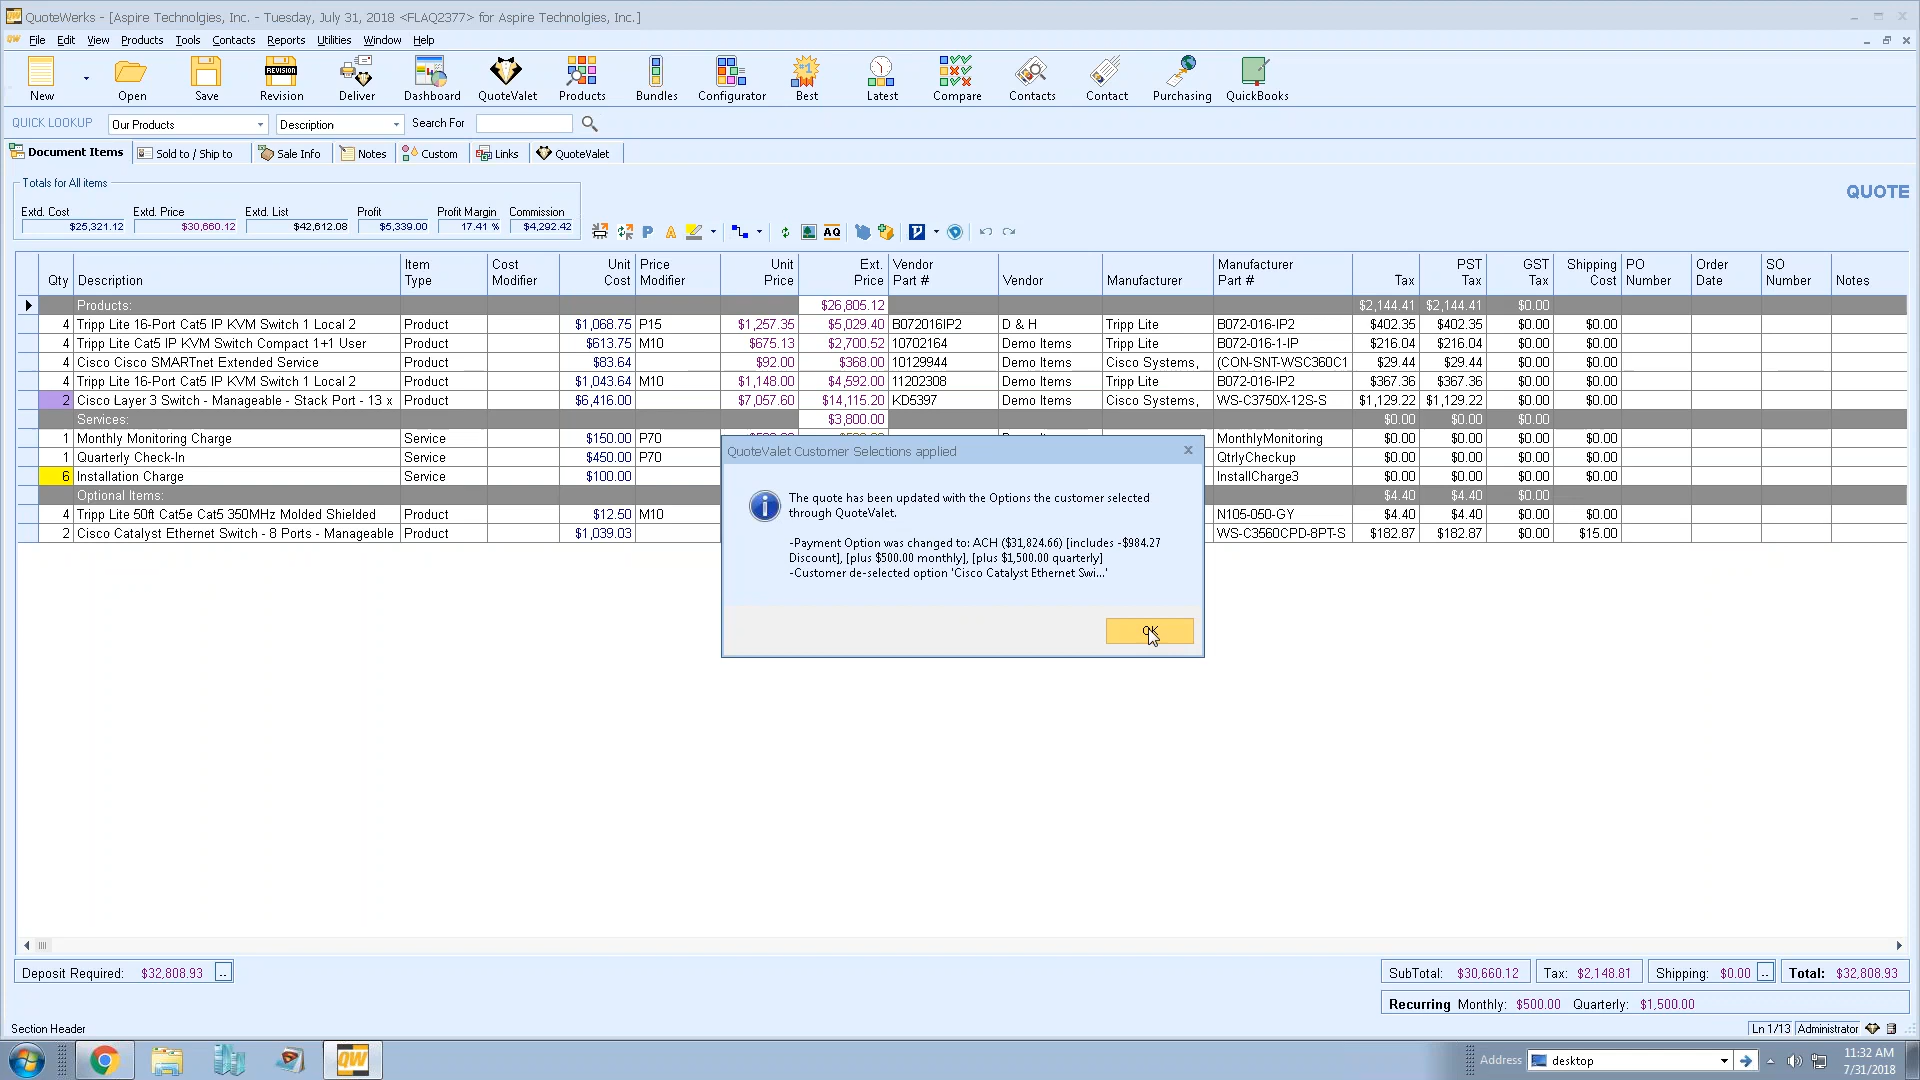 QuoteWerks - [Aspire Technolgies, Inc. - Tuesday, July 31, 2018 <FLAQ2377> for Aspire Technolgies, Inc.]
File Edit View Products Tools Contacts Reports Utilities Window Help
New Open Save Revision Deliver Dashboard QuoteValet Products Bundles Configurator Best Latest Compare Contacts Contact Purchasing QuickBooks
QUICK LOOKUP Our Products Description Search For
Document Items Sold to / Ship to Sale Info Notes Custom Links QuoteValet
Totals for All items
QUOTE
Extd. Cost Extd. Price Extd. List Profit Profit Margin Commission
$25,321.12 $30,660.12 $42,612.08 $5,339.00 17.41 % $4,292.42
Qty Description Item Type Cost Modifier Unit Cost Price Modifier Unit Price Ext. Price Vendor Part # Vendor Manufacturer Manufacturer Part # Tax PST Tax GST Tax Shipping Cost PO Number Order Date SO Number Notes
Products: $26,805.12 $2,144.41 $2,144.41 $0.00
4 Tripp Lite 16-Port Cat5 IP KVM Switch 1 Local 2 Product $1,068.75 P15 $1,257.35 $5,029.40 B072016IP2 D & H Tripp Lite B072-016-IP2 $402.35 $402.35 $0.00 $0.00
4 Tripp Lite Cat5 IP KVM Switch Compact 1+1 User Product $613.75 M10 $675.13 $2,700.52 10702164 Demo Items Tripp Lite B072-016-1-IP $216.04 $216.04 $0.00 $0.00
4 Cisco Cisco SMARTnet Extended Service Product $83.64 $92.00 $368.00 10129944 Demo Items Cisco Systems, (CON-SNT-WSC360C1 $29.44 $29.44 $0.00 $0.00
4 Tripp Lite 16-Port Cat5 IP KVM Switch 1 Local 2 Product $1,043.64 M10 $1,148.00 $4,592.00 11202308 Demo Items Tripp Lite B072-016-IP2 $367.36 $367.36 $0.00 $0.00
2 Cisco Layer 3 Switch - Manageable - Stack Port - 13 x Product $6,416.00 $7,057.60 $14,115.20 KD5397 Demo Items Cisco Systems, WS-C3750X-12S-S $1,129.22 $1,129.22 $0.00 $0.00
Services: $3,800.00 $0.00 $0.00 $0.00
1 Monthly Monitoring Charge Service $150.00 P70 MonthlyMonitoring $0.00 $0.00 $0.00 $0.00
1 Quarterly Check-In Service $450.00 P70 QtrlyCheckup $0.00 $0.00 $0.00 $0.00
6 Installation Charge Service $100.00 InstallCharge3 $0.00 $0.00 $0.00 $0.00
Optional Items: $4.40 $4.40 $0.00
4 Tripp Lite 50ft Cat5e Cat5 350MHz Molded Shielded Product $12.50 M10 N105-050-GY $4.40 $4.40 $0.00 $0.00
2 Cisco Catalyst Ethernet Switch - 8 Ports - Manageable Product $1,039.03 WS-C3560CPD-8PT-S $182.87 $182.87 $0.00 $15.00
QuoteValet Customer Selections applied
The quote has been updated with the Options the customer selected
through QuoteValet.
-Payment Option was changed to: ACH ($31,824.66) [includes -$984.27
Discount], [plus $500.00 monthly], [plus $1,500.00 quarterly]
-Customer de-selected option 'Cisco Catalyst Ethernet Swi...'
OK
Deposit Required: $32,808.93 ..
SubTotal: $30,660.12 Tax: $2,148.81 Shipping: $0.00 .. Total: $32,808.93
Recurring Monthly: $500.00 Quarterly: $1,500.00
Section Header
Ln 1/13 Administrator
Address desktop
11:32 AM
7/31/2018